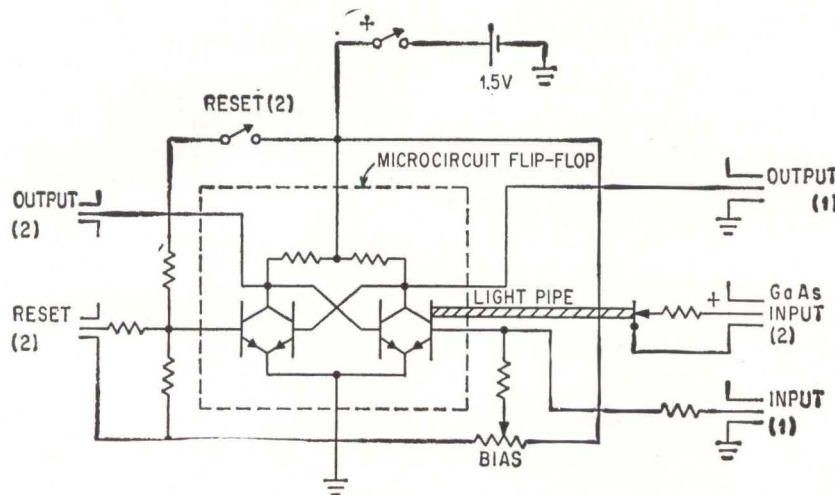 +
1.5V
RESET(2)
MICROCIRCUIT FLIP-FLOP
OUTPUT
(2)
OUTPUT
(1)
LIGHT PIPE
+
GaAs
INPUT
(2)
RESET
(2)
INPUT
(1)
BIAS